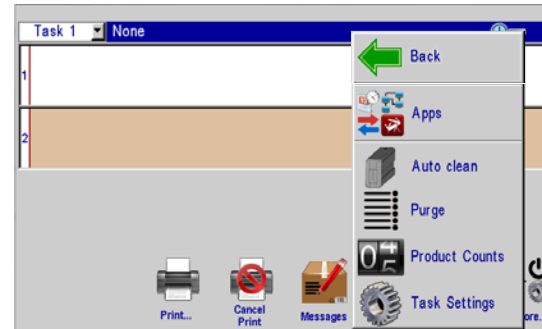 Task 1 None
1
2
Back
Apps
Auto clean
Purge
Product Counts
Task Settings
Print...
Cancel
Print
Messages
ore.